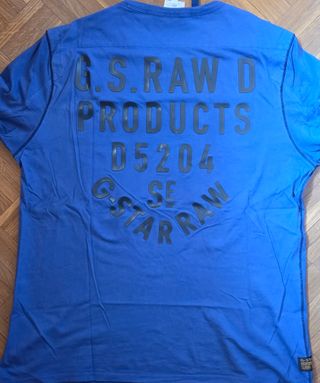 G.S.RAW D
PRODUCTS
D5204
SE
G-STAR RAW